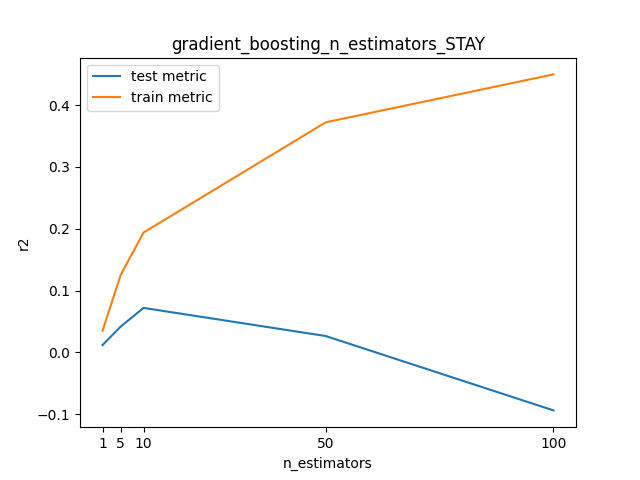 gradient_boosting_n_estimators_STAY
test metric
train metric
r2
0.4
0.3
0.2
0.1
0.0
−0.1
1 5 10 50 100
n_estimators